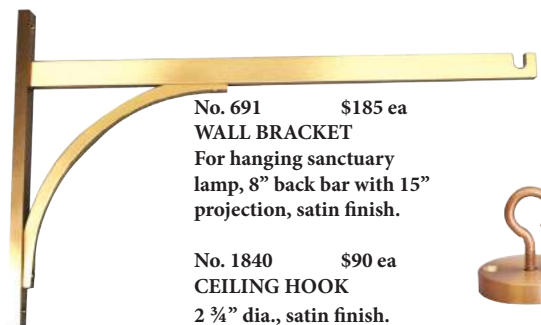 No. 691 $185 ea
WALL BRACKET
For hanging sanctuary
lamp, 8” back bar with 15”
projection, satin finish.
No. 1840 $90 ea
CEILING HOOK
2 ¾” dia., satin finish.